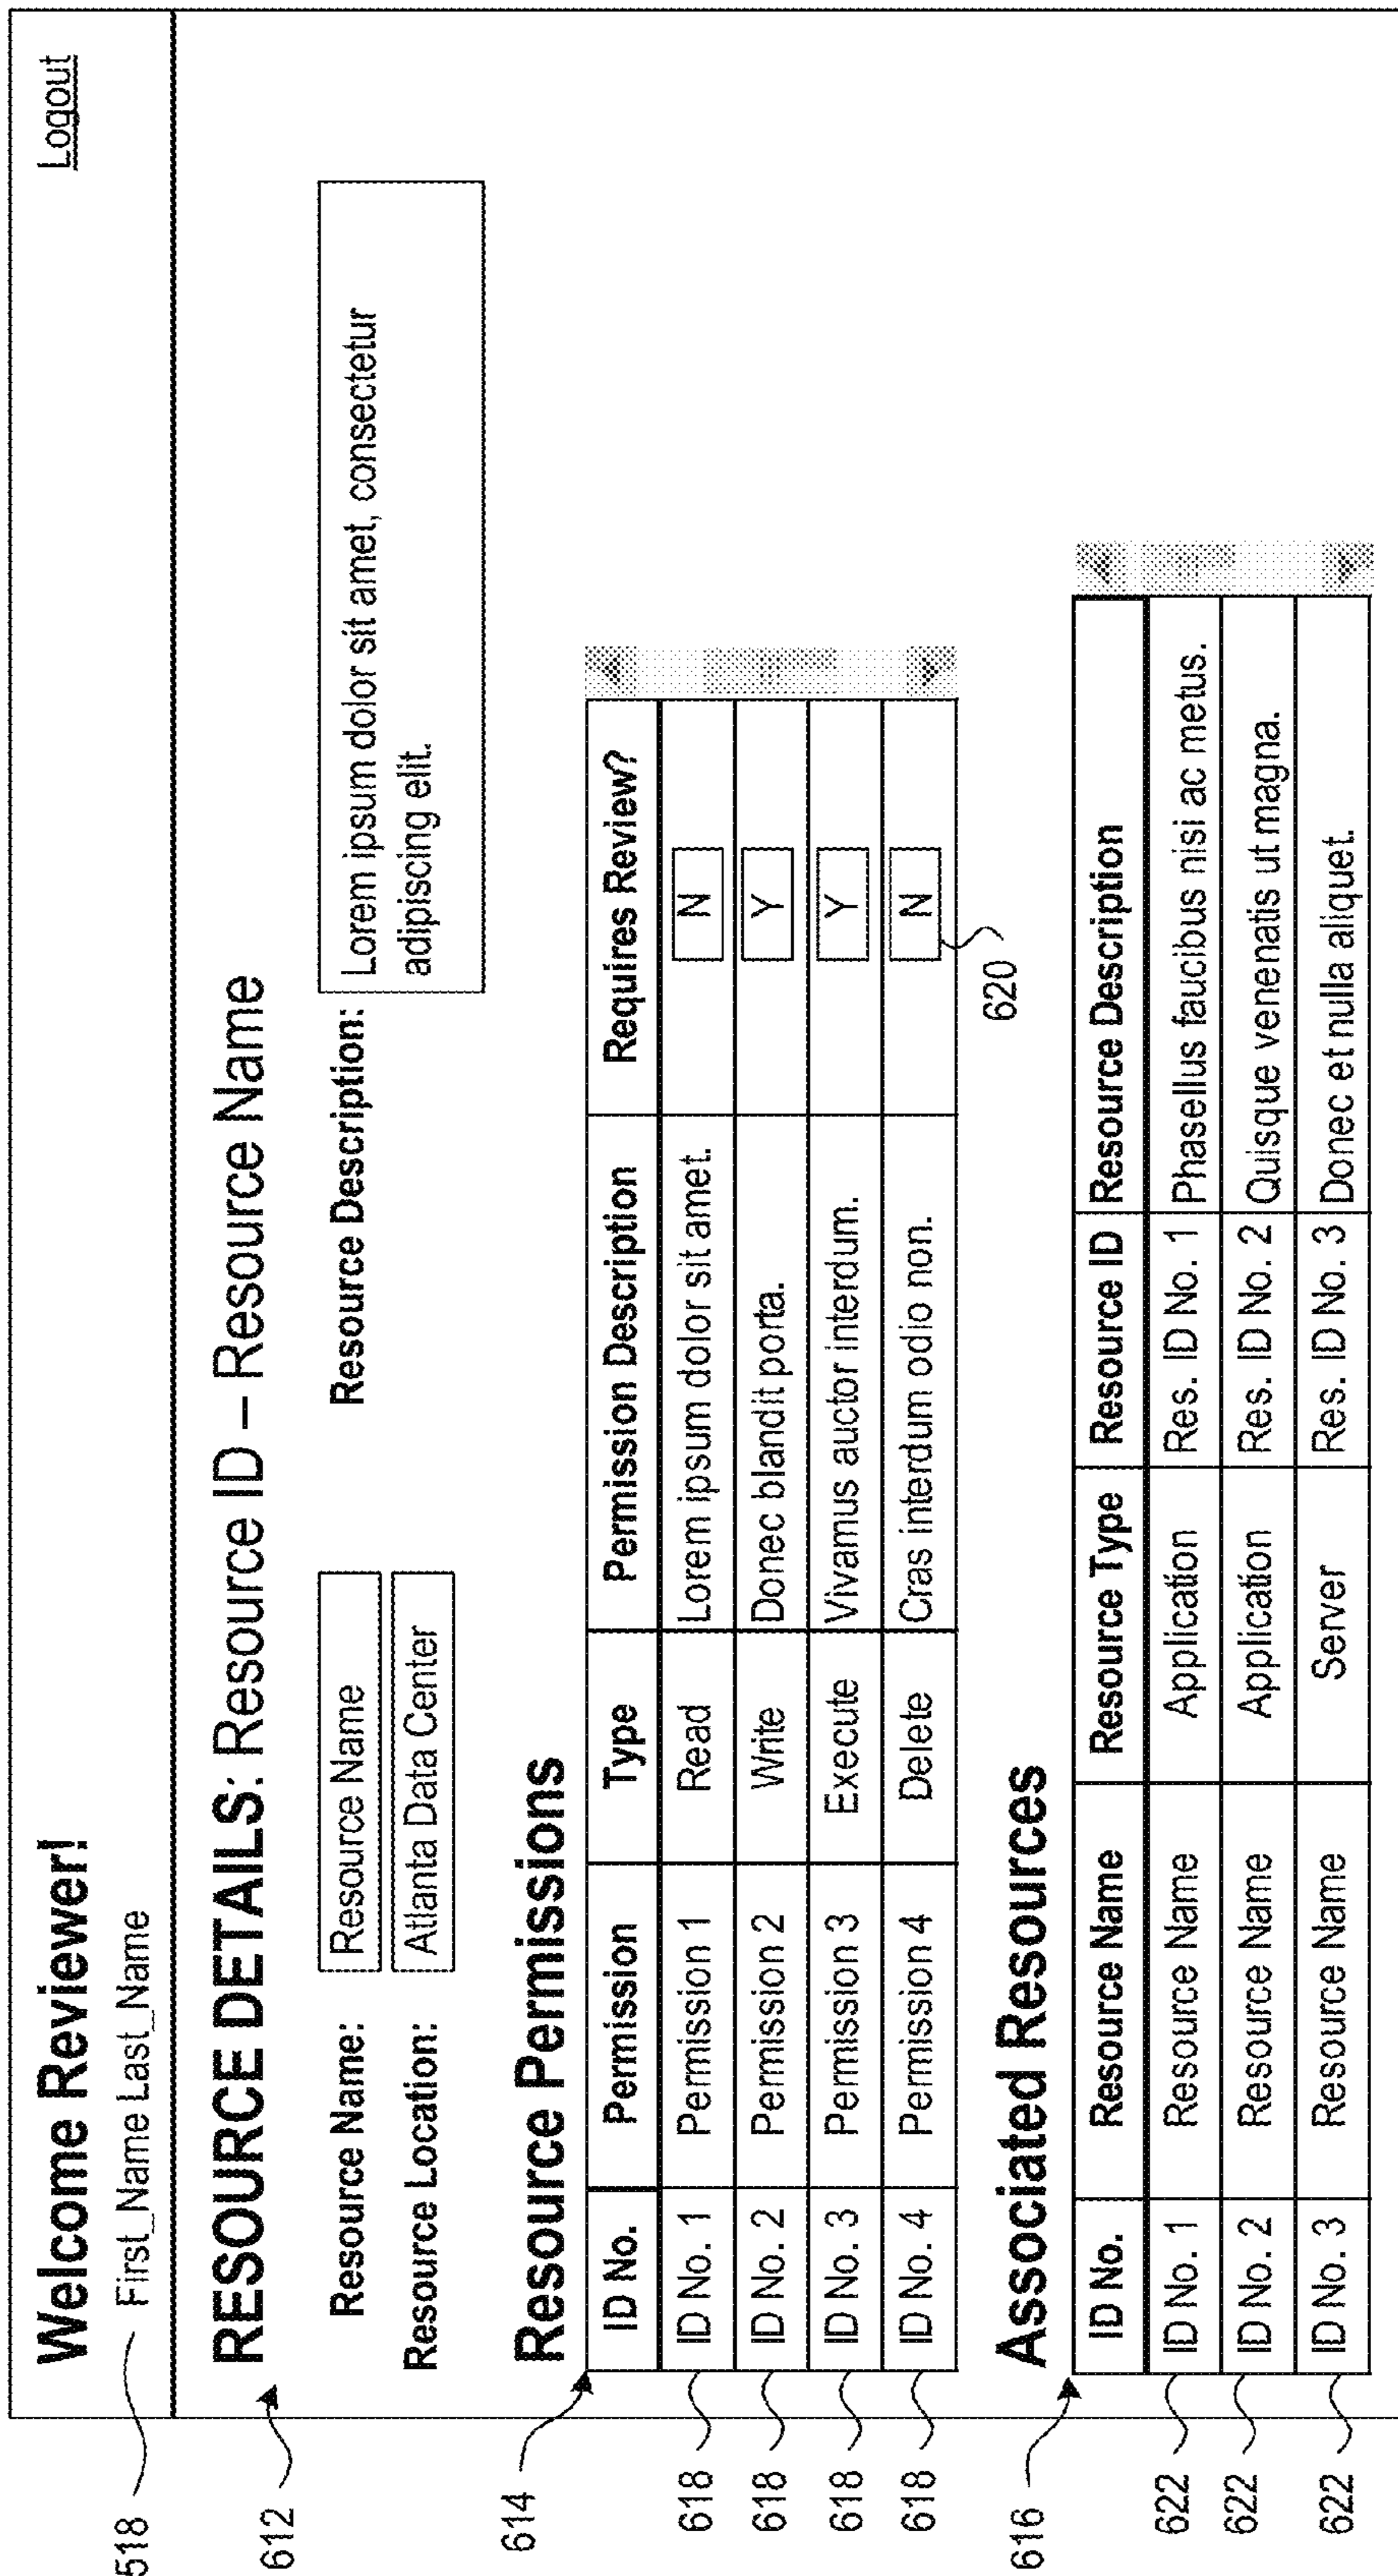 Welcome Reviewer!
Logout
518
First_Name Last_Name
612
RESOURCE DETAILS: Resource ID – Resource Name
Resource Name: Resource Name
Resource Description: Lorem ipsum dolor sit amet, consectetur
adipiscing elit.
Resource Location: Atlanta Data Center
614
Resource Permissions
ID No. Permission Type Permission Description Requires Review?
618 ID No. 1 Permission 1 Read Lorem ipsum dolor sit amet. N
618 ID No. 2 Permission 2 Write Donec blandit porta. Y
618 ID No. 3 Permission 3 Execute Vivamus auctor interdum. Y
618 ID No. 4 Permission 4 Delete Cras interdum odio non. N
620
616
Associated Resources
ID No. Resource Name Resource Type Resource ID Resource Description
622 ID No. 1 Resource Name Application Res. ID No. 1 Phasellus faucibus nisi ac metus.
622 ID No. 2 Resource Name Application Res. ID No. 2 Quisque venenatis ut magna.
622 ID No. 3 Resource Name Server Res. ID No. 3 Donec et nulla aliquet.